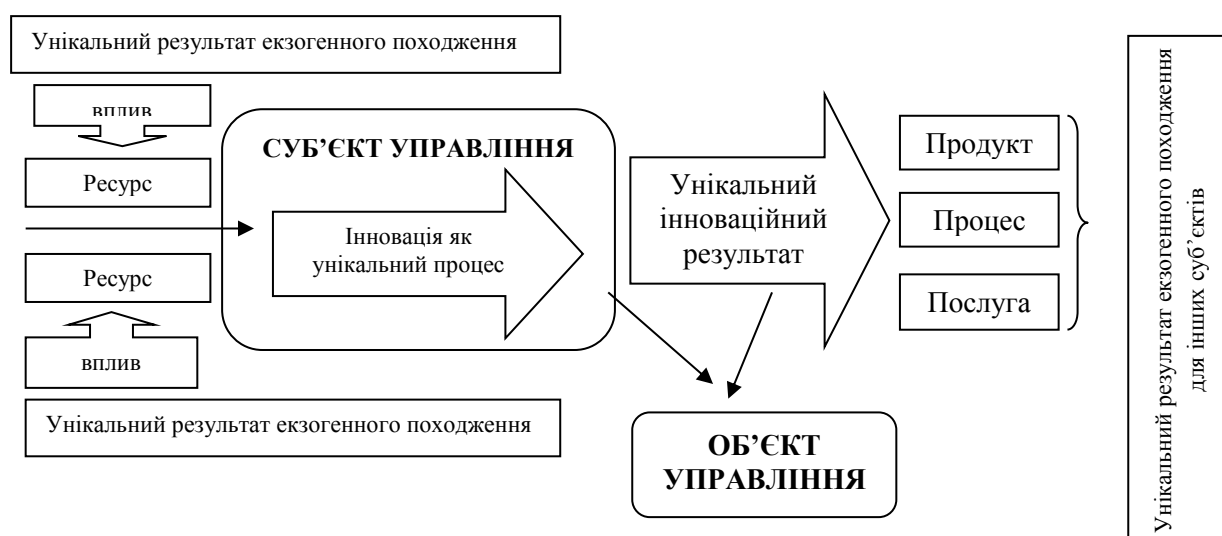 Унікальний результат екзогенного походження
вплив
Ресурс
СУБ’ЄКТ УПРАВЛІННЯ
Інновація як
унікальний процес
Ресурс
вплив
Унікальний результат екзогенного походження
Унікальний
інноваційний
результат
Продукт
Процес
Послуга
ОБ’ЄКТ
УПРАВЛІННЯ
Унікальний результат екзогенного походження
для інших суб’єктів